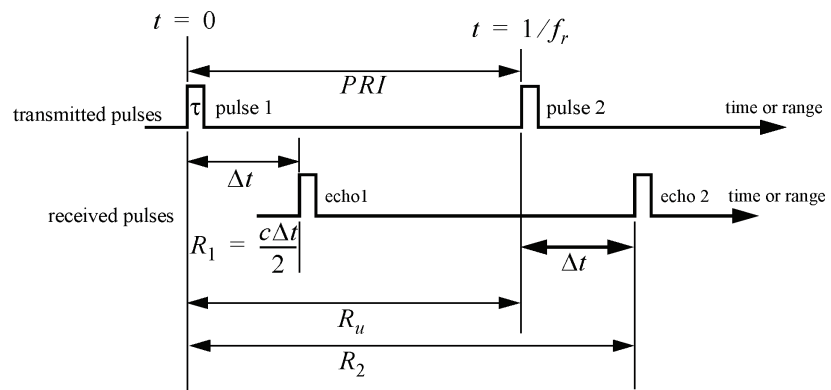 t = 0
t = 1/f_r
PRI
transmitted pulses
τ
pulse 1
pulse 2
time or range
Δt
received pulses
echo1
echo 2
time or range
R_1 = cΔt/2
Δt
R_u
R_2